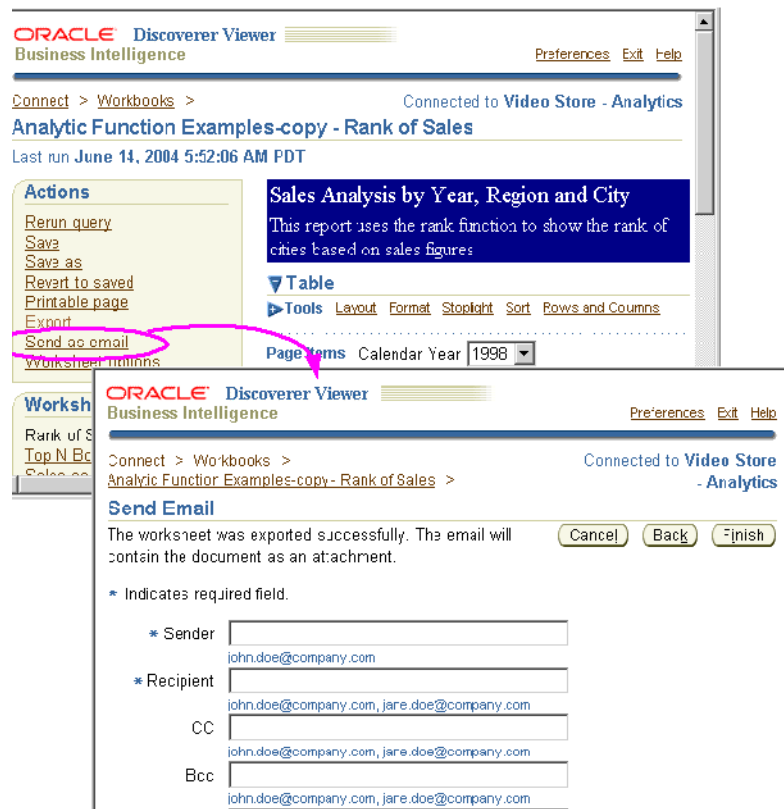 ORACLE Discoverer Viewer
Business Intelligence
Preferences Exit Help
Connect > Workbooks >
Connected to Video Store - Analytics
Analytic Function Examples-copy - Rank of Sales
Last run June 14, 2004 5:52:06 AM PDT
Actions
Rerun query
Save
Save as
Revert to saved
Printable page
Export
Send as email
Worksheet options
Sales Analysis by Year, Region and City
This report uses the rank function to show the rank of
cities based on sales figures
Table
Tools Layout Format Stoplight Sort Rows and Columns
Page Items Calendar Year 1998
Worksh
Rank of S
Top N Bo
ORACLE Discoverer Viewer
Business Intelligence
Preferences Exit Help
Connect > Workbooks >
Analytic Function Examples-copy - Rank of Sales >
Connected to Video Store
- Analytics
Send Email
The worksheet was exported successfully. The email will
contain the document as an attachment.
Cancel Back Finish
* Indicates required field.
* Sender
john.doe@company.com
* Recipient
john.doe@company.com, jane.doe@company.com
CC
john.doe@company.com, jane.doe@company.com
Bcc
john.doe@company.com, jane.doe@company.com